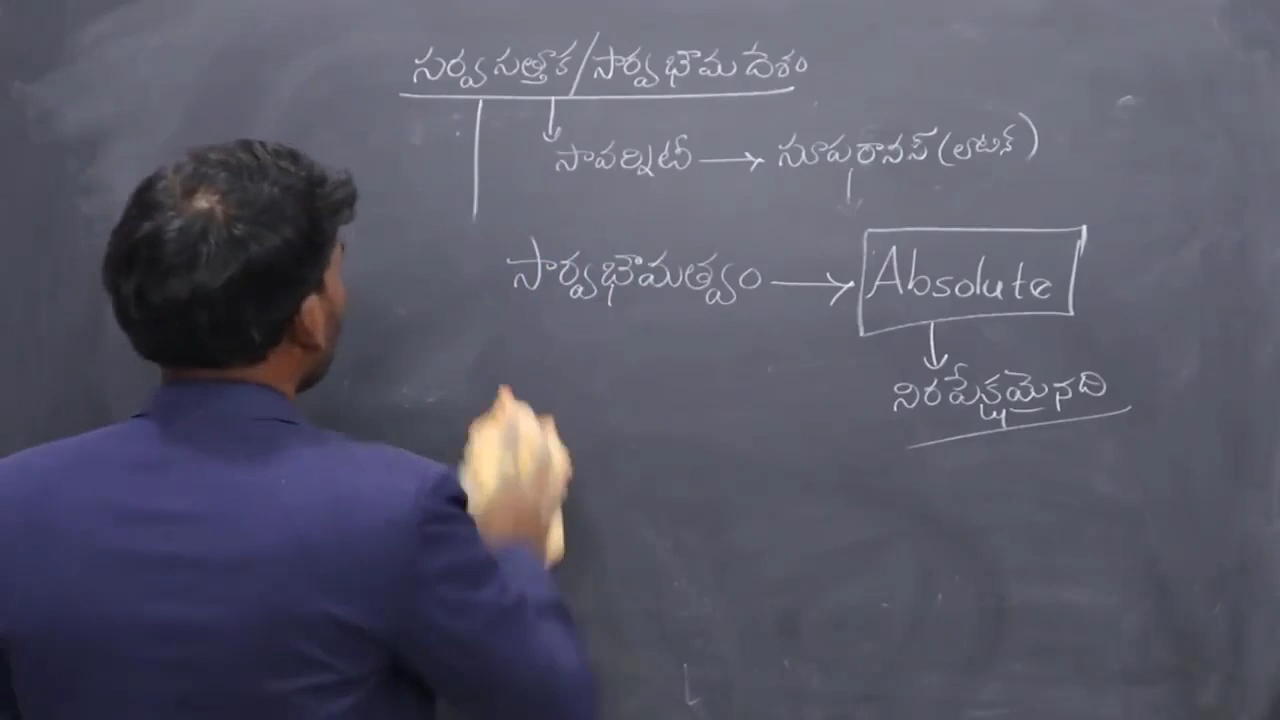 సర్వసత్తాక/సార్వభౌమ దేశం
సావర్నిటీ → సూపరానస్ (లాటిన్)
సార్వభౌమత్వం → Absolute
నిరపేక్షమైనది